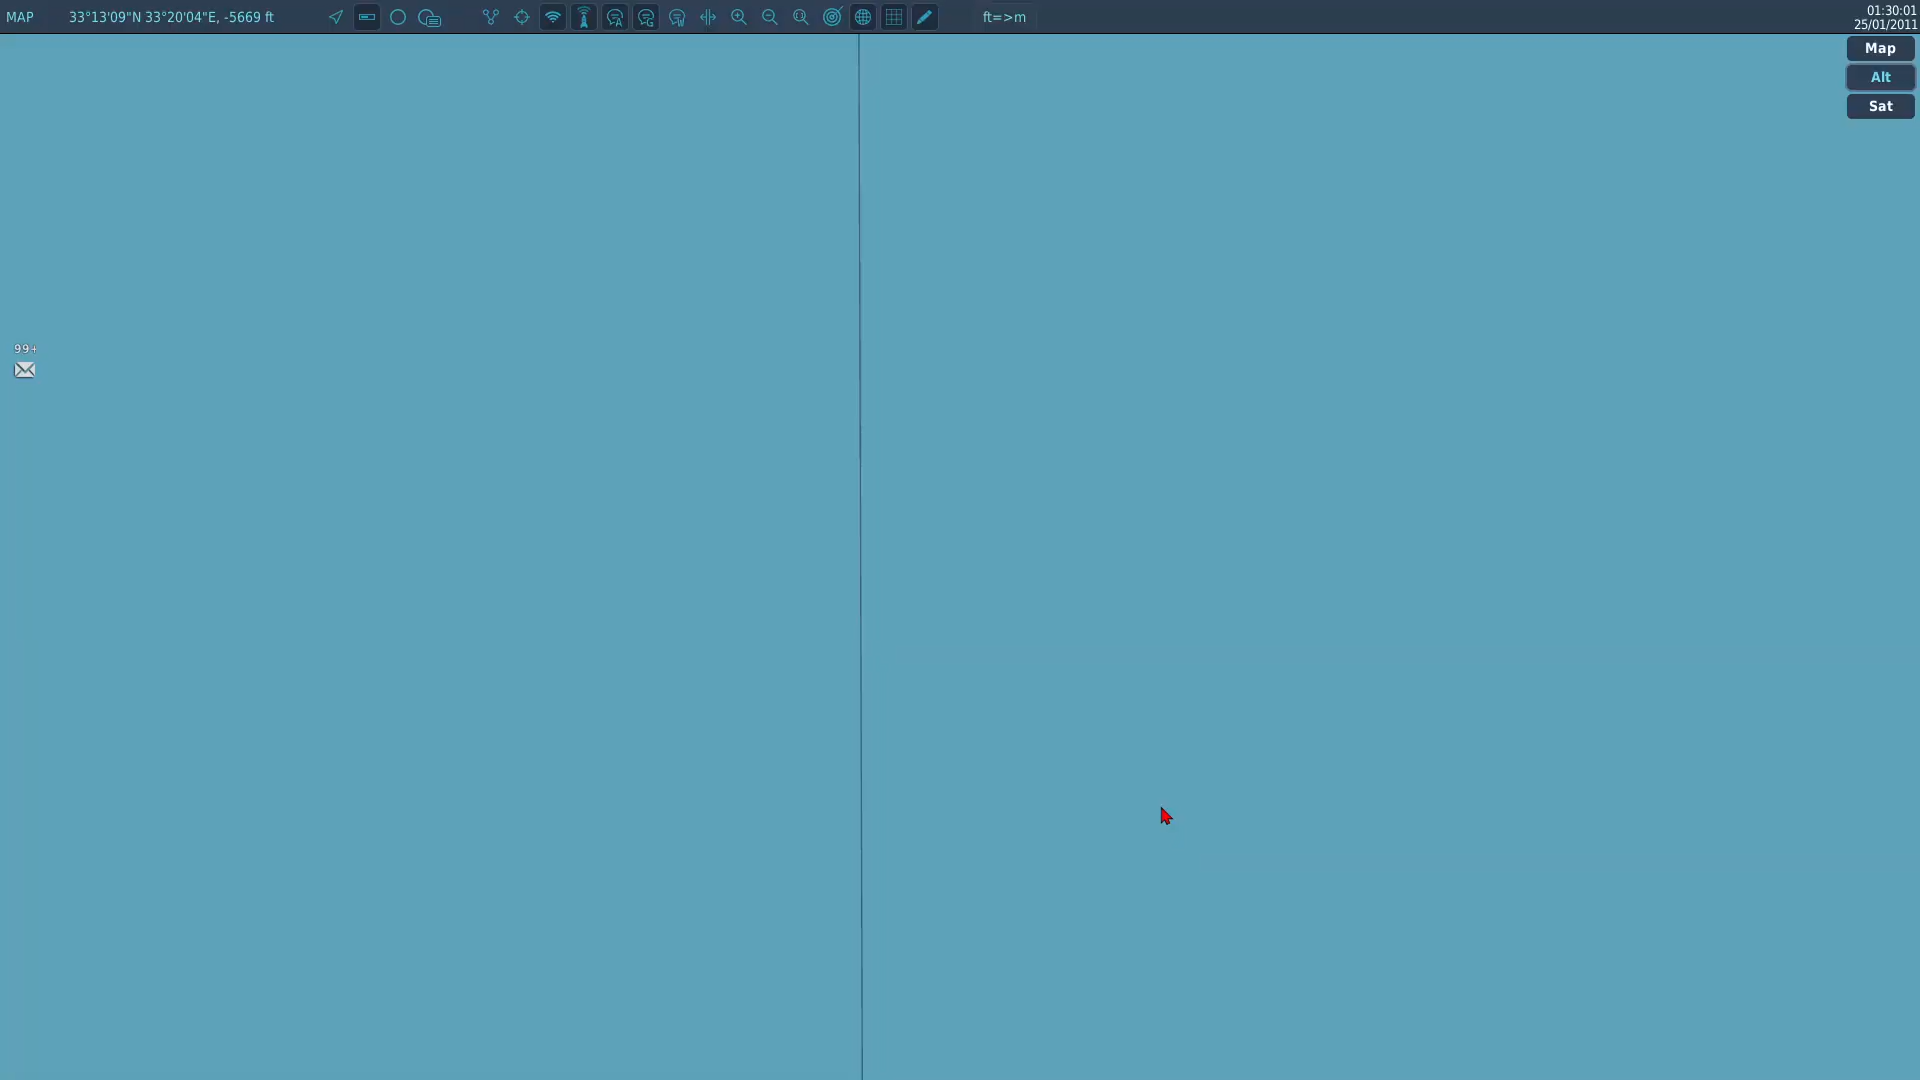 MAP 33°13'09"N 33°20'04"E, -5669 ft ft=>m 01:30:01
25/01/2011
Map
Alt
Sat
99+